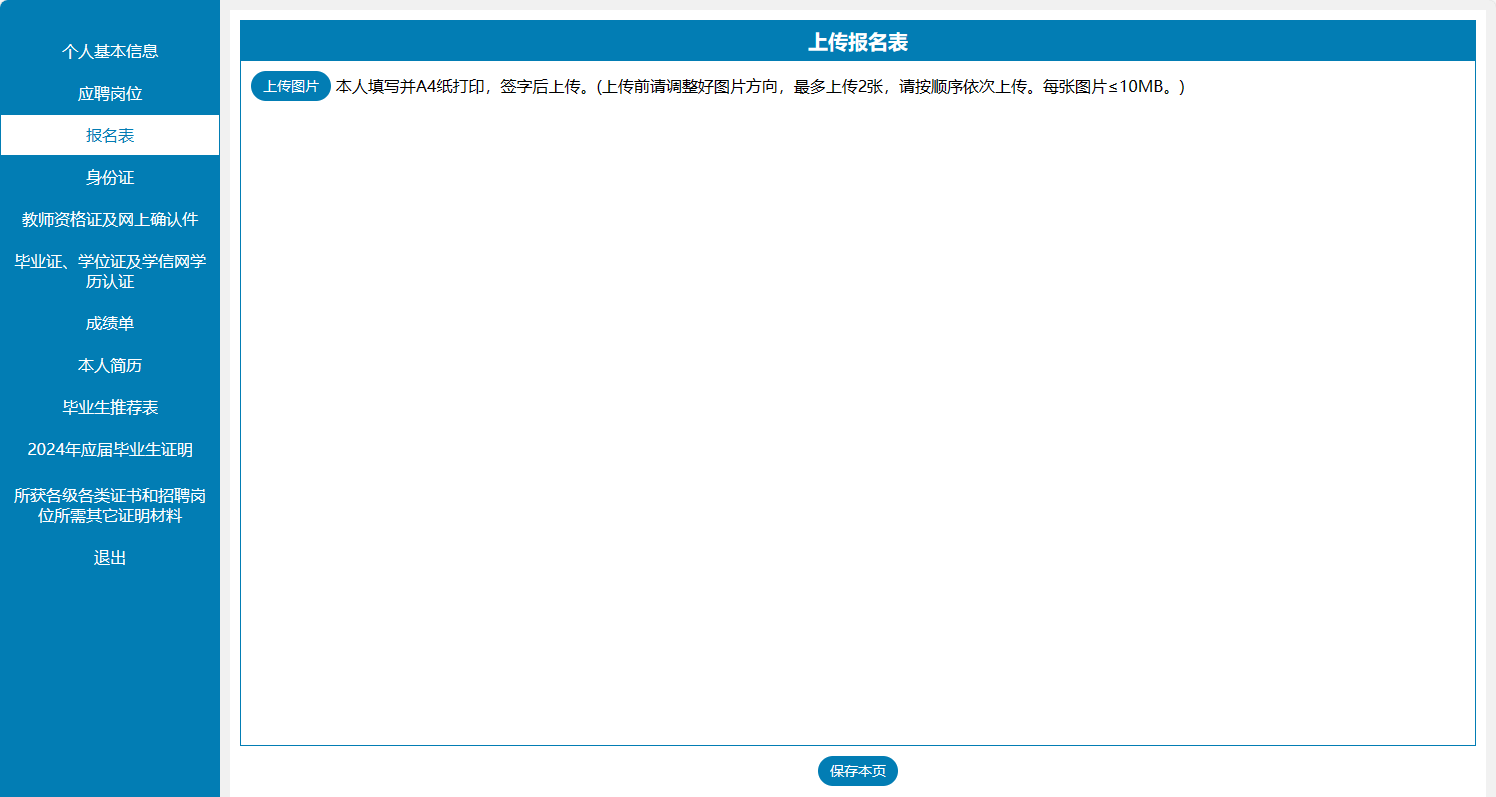 个人基本信息
应聘岗位
报名表
身份证
教师资格证及网上确认件
毕业证、学位证及学信网学
历认证
成绩单
本人简历
毕业生推荐表
2024年应届毕业生证明
所获各级各类证书和招聘岗
位所需其它证明材料
退出
上传报名表
上传图片 本人填写并A4纸打印，签字后上传。(上传前请调整好图片方向，最多上传2张，请按顺序依次上传。每张图片≤10MB。)
保存本页